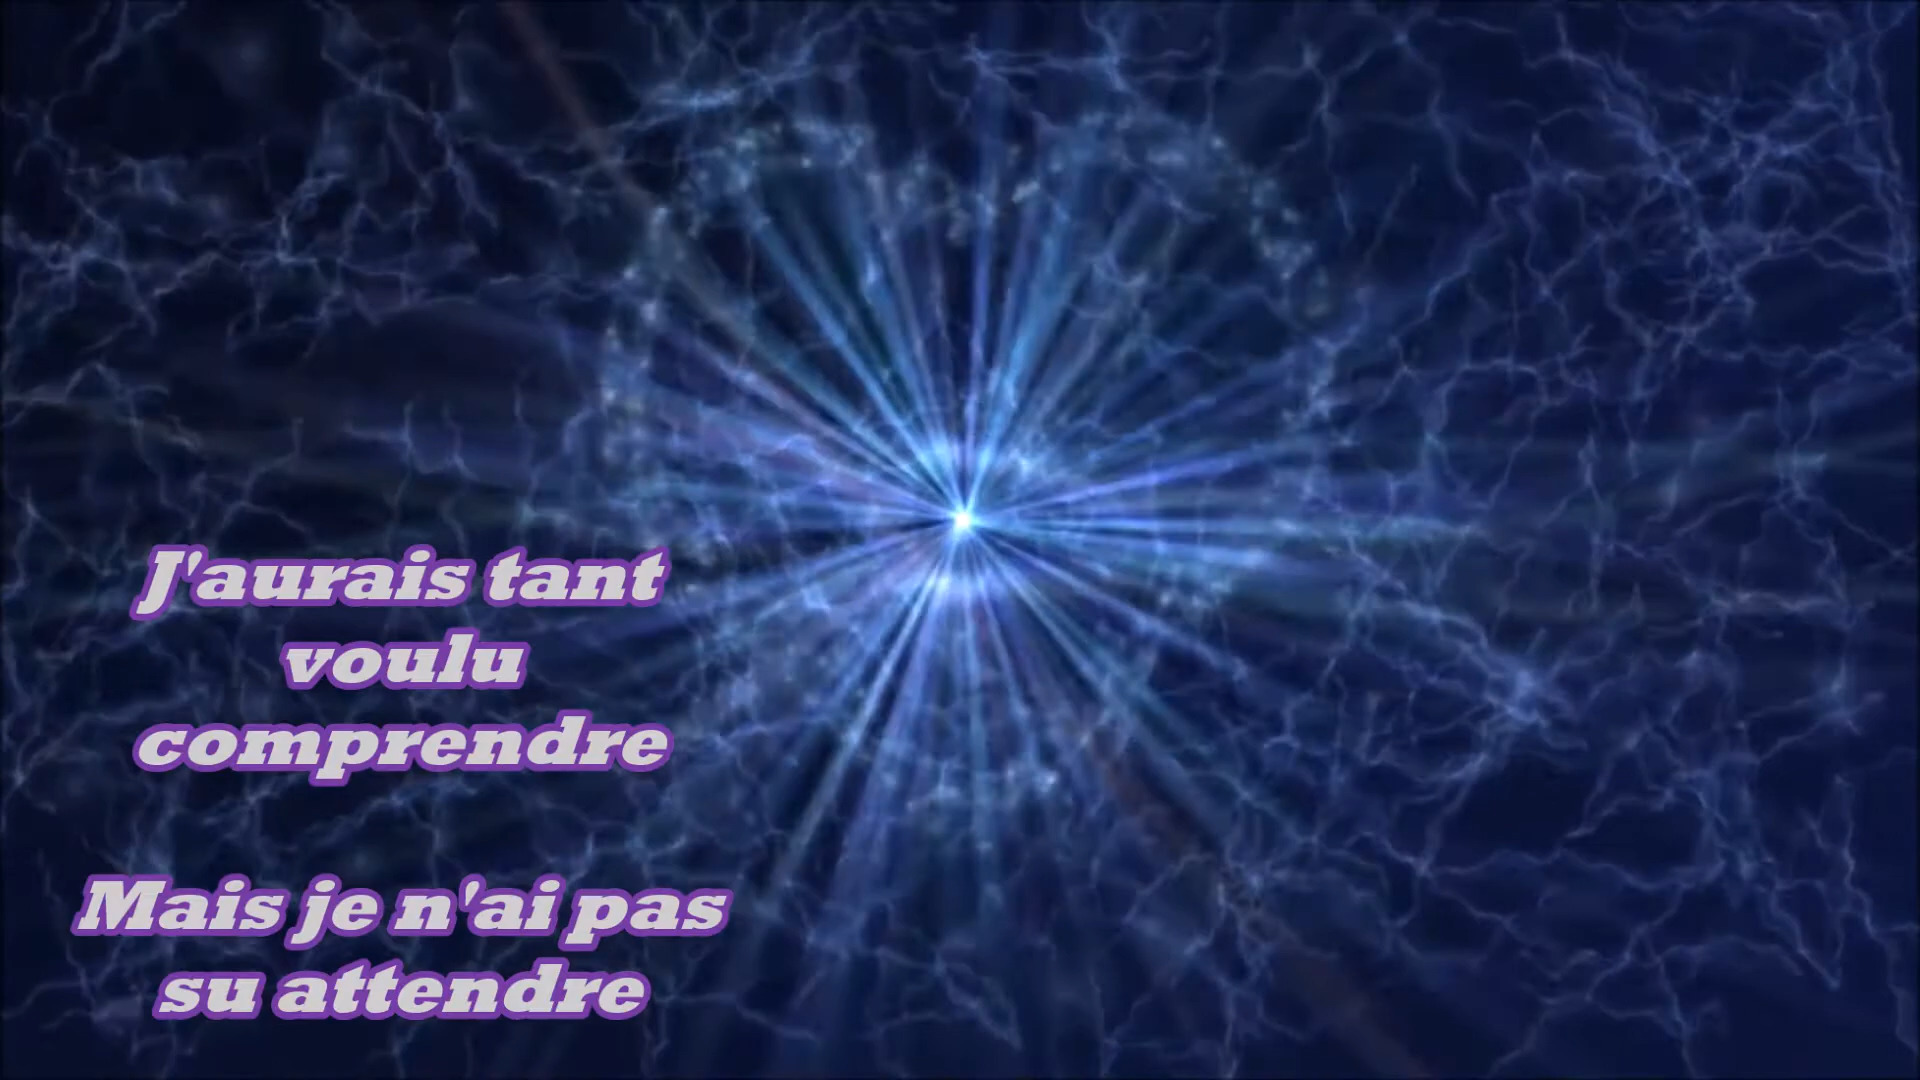 J'aurais tant
voulu
comprendre
Mais je n'ai pas
su attendre